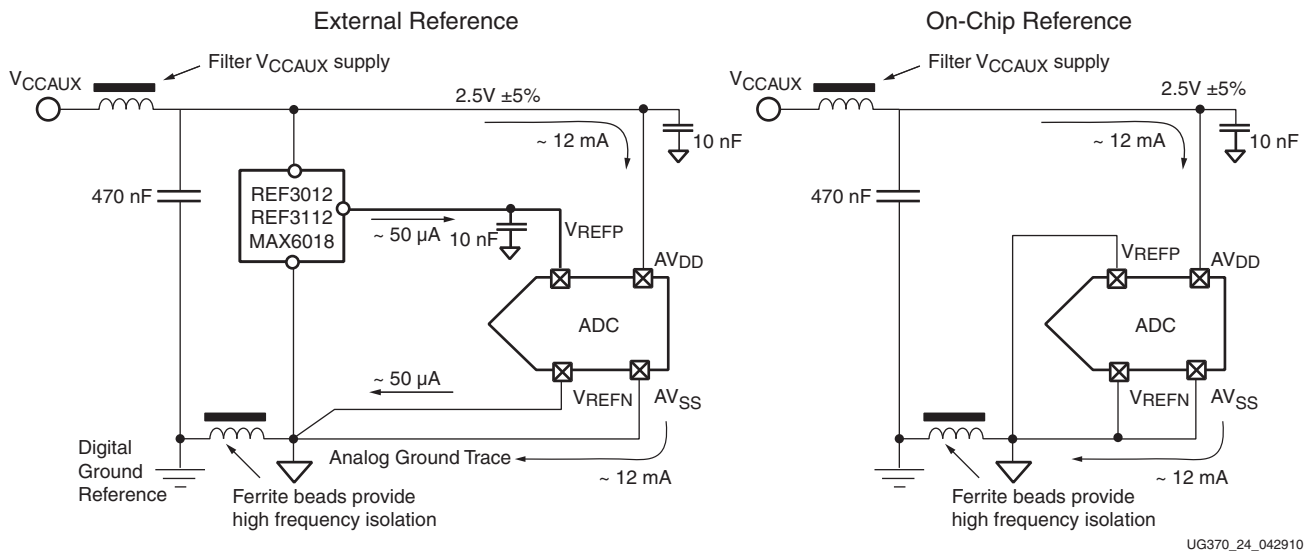 External Reference
Filter VCCAUX supply
VCCAUX
2.5V ±5%
~ 12 mA
10 nF
470 nF
REF3012
REF3112
MAX6018
~ 50 µA
10 nF
VREFP
AVDD
ADC
~ 50 µA
VREFN
AVSS
Digital
Ground
Reference
Analog Ground Trace
~ 12 mA
Ferrite beads provide
high frequency isolation
On-Chip Reference
Filter VCCAUX supply
VCCAUX
2.5V ±5%
~ 12 mA
10 nF
470 nF
VREFP
AVDD
ADC
VREFN
AVSS
~ 12 mA
Ferrite beads provide
high frequency isolation
UG370_24_042910